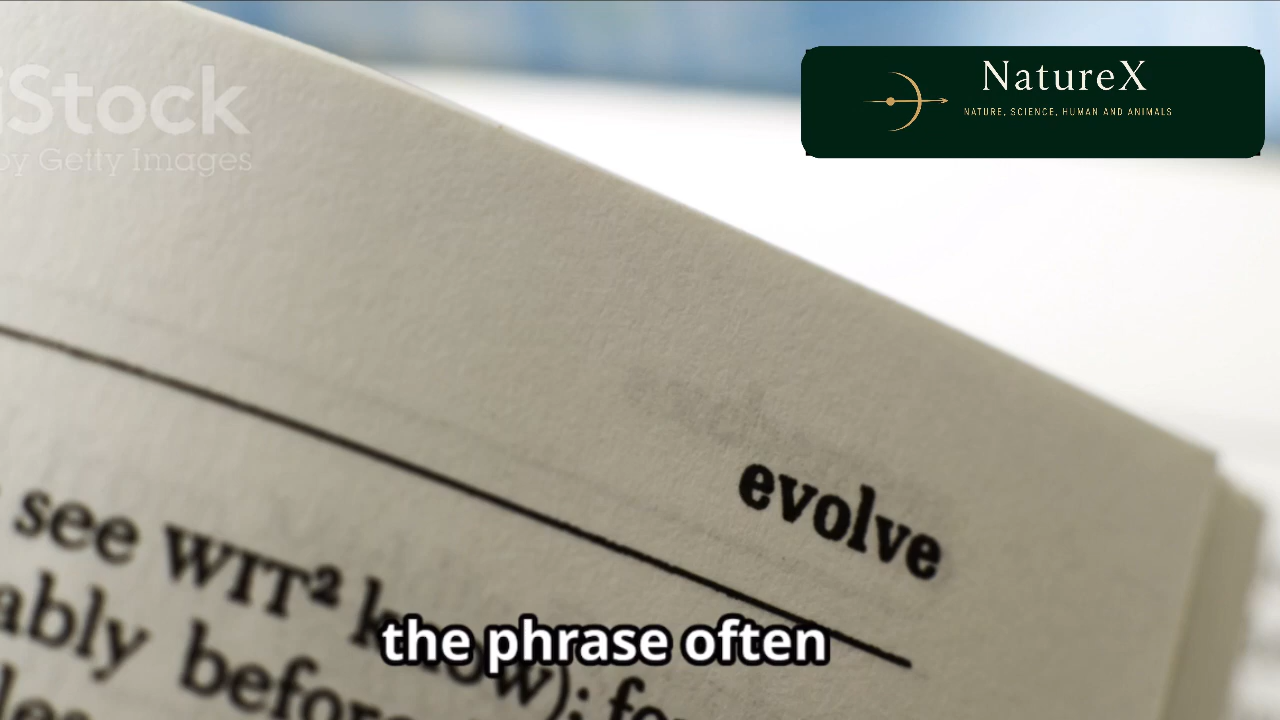 iStock
by Getty Images
NatureX
NATURE, SCIENCE, HUMAN AND ANIMALS
evolve
see WIT² know); 
ably before
the phrase often